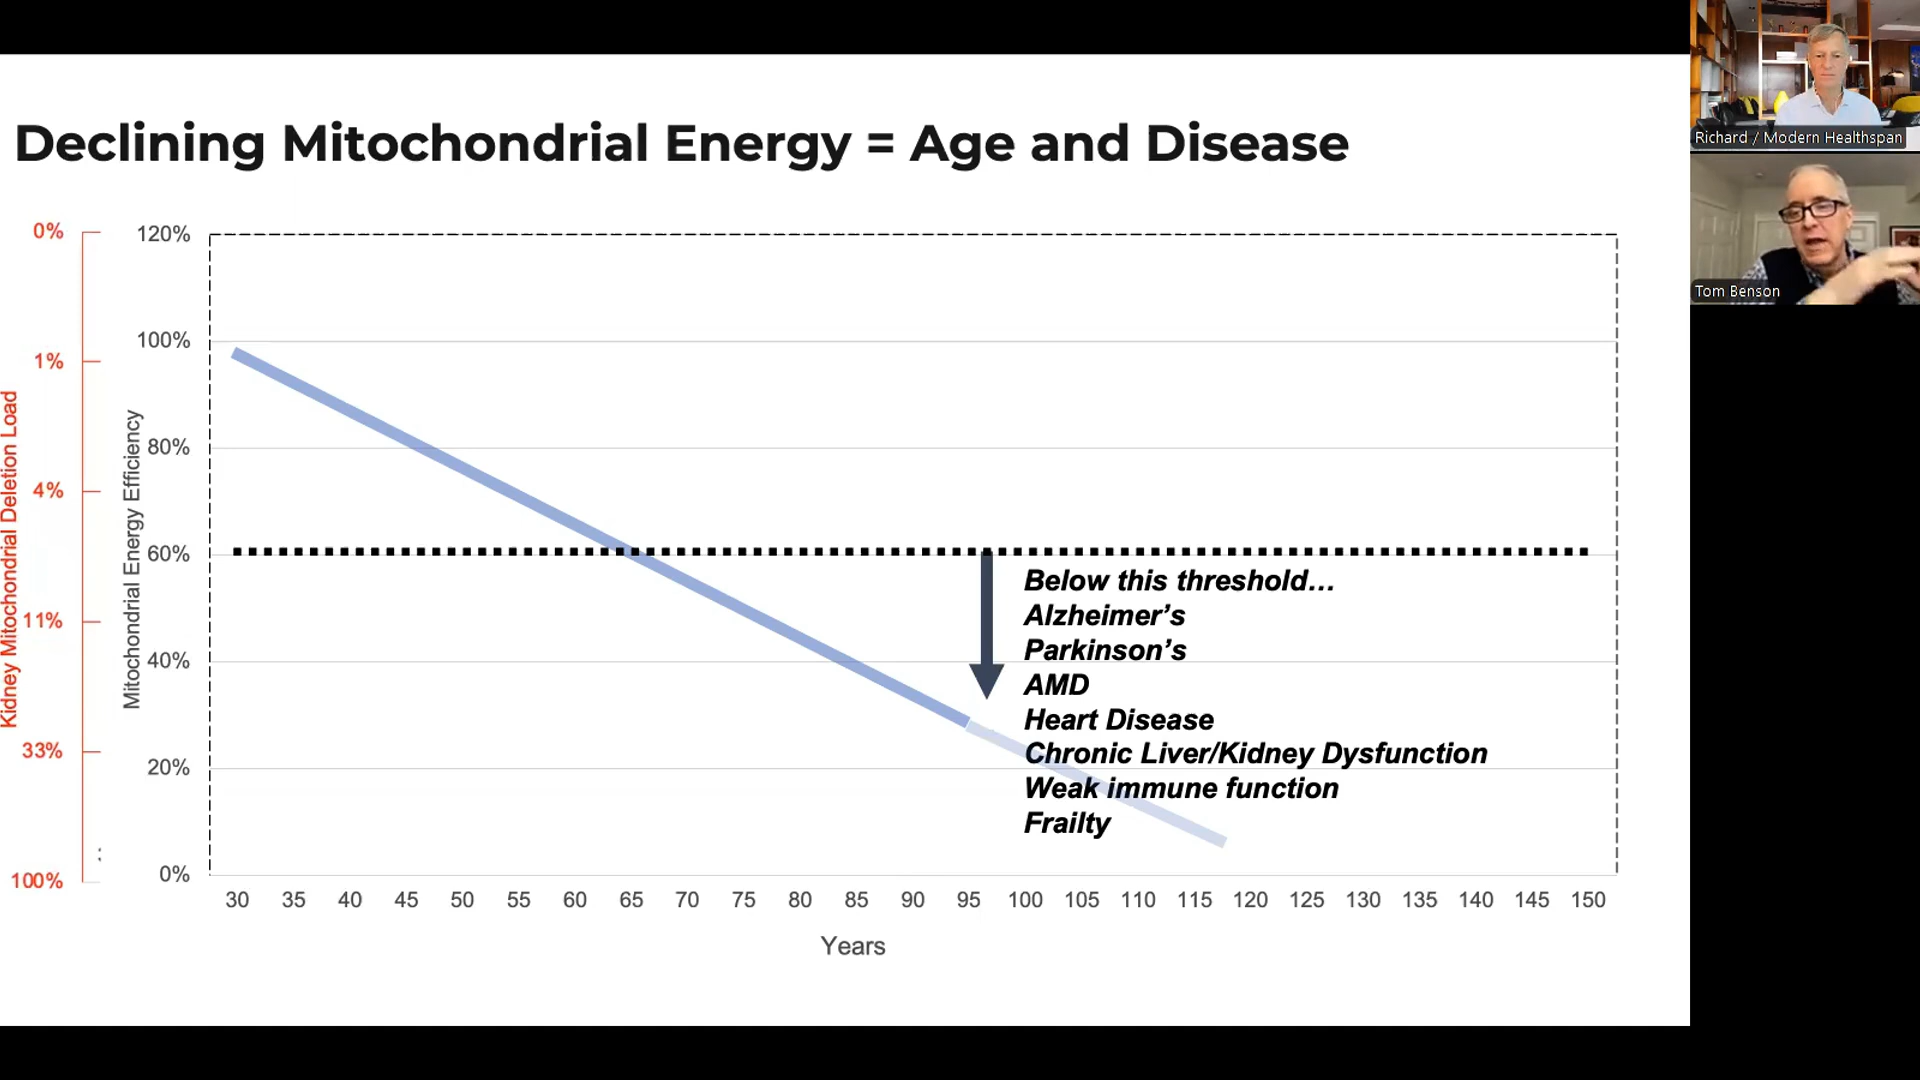 Declining Mitochondrial Energy = Age and Disease
Richard / Modern Healthspan
Tom Benson
Kidney Mitochondrial Deletion Load
0%
1%
4%
11%
33%
100%
Mitochondrial Energy Efficiency
120%
100%
80%
60%
40%
20%
0%
Below this threshold…
Alzheimer’s
Parkinson’s
AMD
Heart Disease
Chronic Liver/Kidney Dysfunction
Weak immune function
Frailty
30 35 40 45 50 55 60 65 70 75 80 85 90 95 100 105 110 115 120 125 130 135 140 145 150
Years